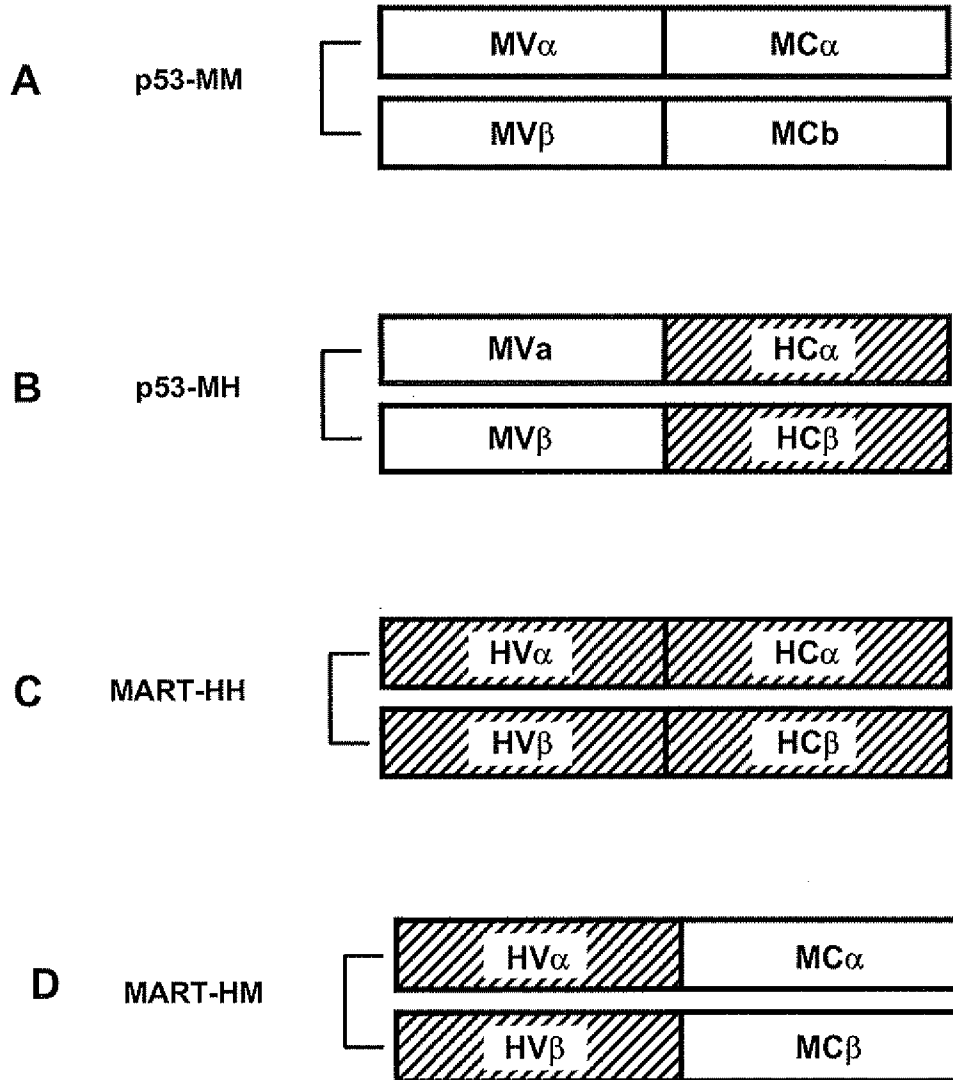 MVα MCα
A p53-MM
MVβ MCb
MVa HCα
B p53-MH
MVβ HCβ
HVα HCα
C MART-HH
HVβ HCβ
HVα MCα
D MART-HM
HVβ MCβ